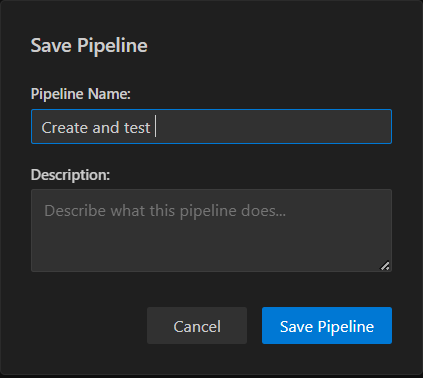 Save Pipeline
Pipeline Name:
Create and test
Description:
Describe what this pipeline does...
Cancel
Save Pipeline